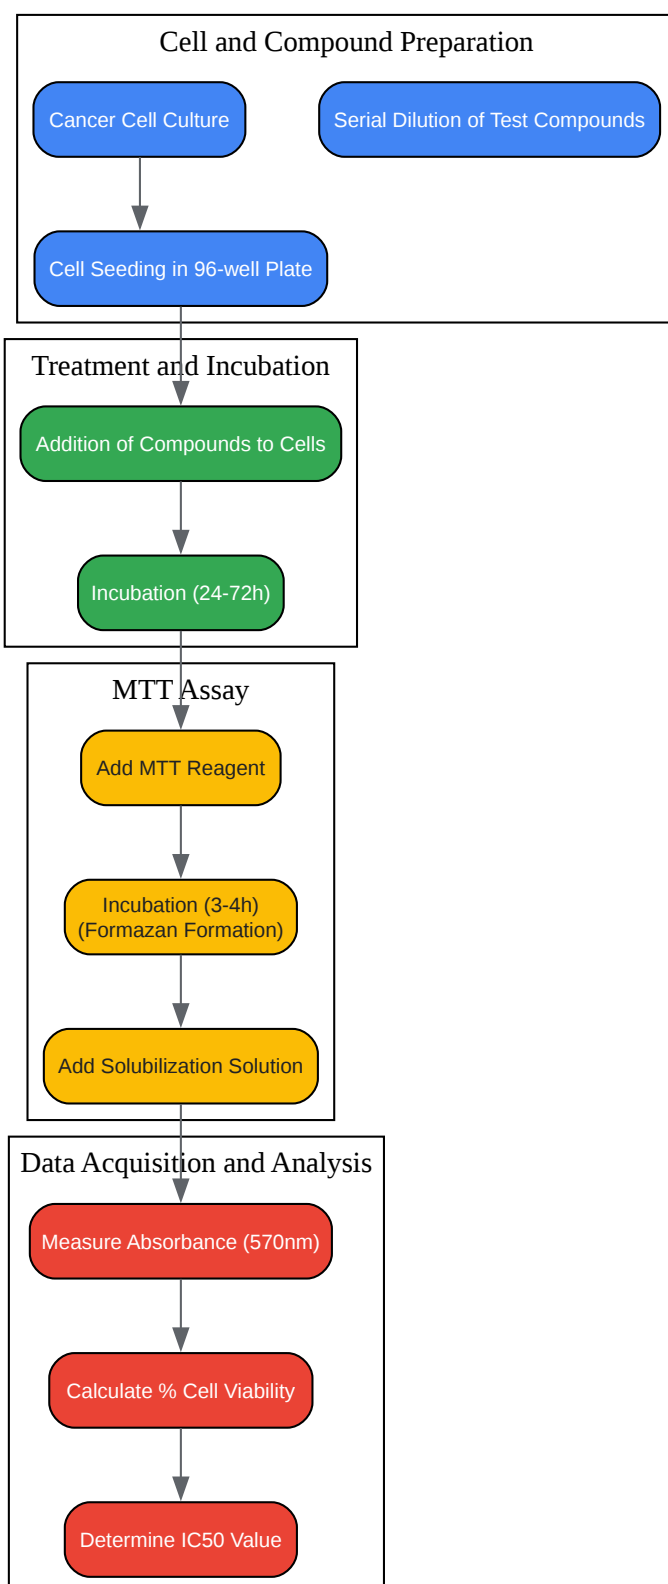 Cell and Compound Preparation
Cancer Cell Culture
Serial Dilution of Test Compounds
Cell Seeding in 96-well Plate
Treatment and Incubation
Addition of Compounds to Cells
Incubation (24-72h)
MTT Assay
Add MTT Reagent
Incubation (3-4h)
(Formazan Formation)
Add Solubilization Solution
Data Acquisition and Analysis
Measure Absorbance (570nm)
Calculate % Cell Viability
Determine IC50 Value